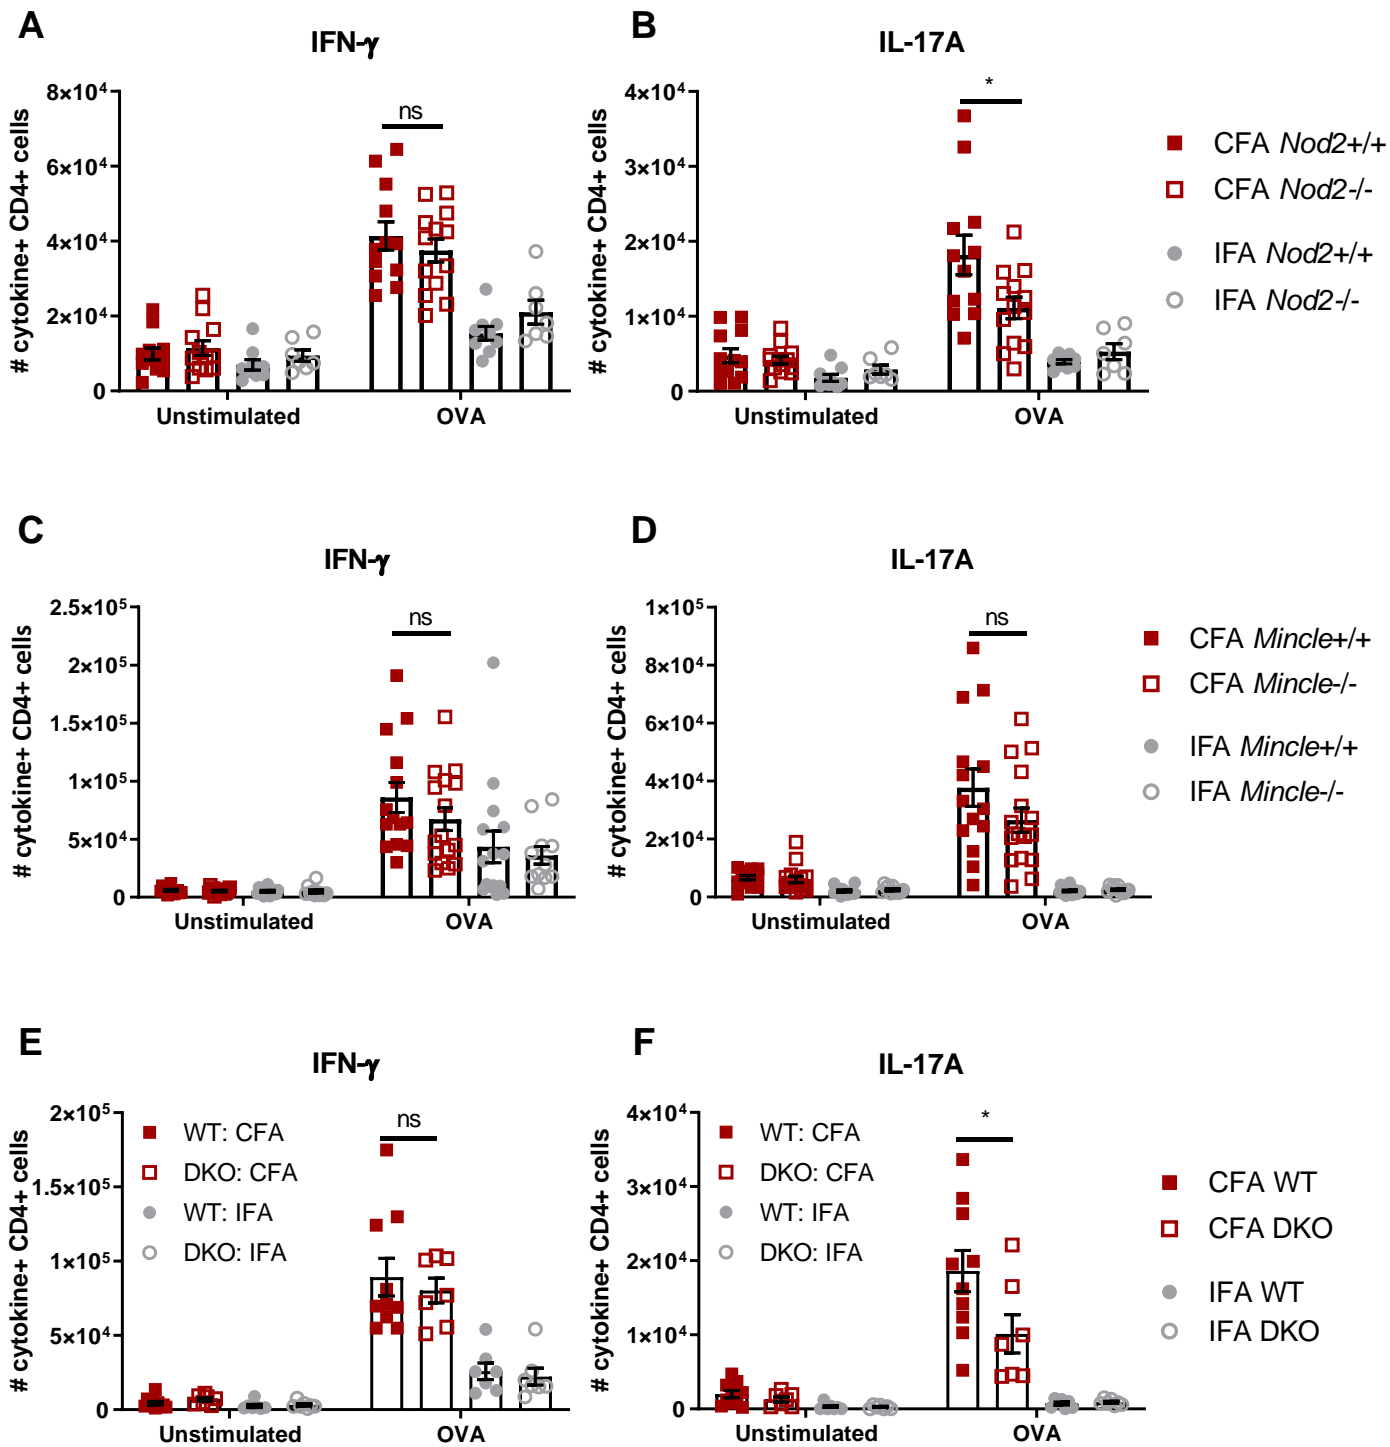 A
IFN-γ
# cytokine+ CD4+ cells
8×10⁴
6×10⁴
4×10⁴
2×10⁴
0
ns
Unstimulated
OVA
B
IL-17A
# cytokine+ CD4+ cells
4×10⁴
3×10⁴
2×10⁴
1×10⁴
0
*
Unstimulated
OVA
CFA Nod2+/+
CFA Nod2-/-
IFA Nod2+/+
IFA Nod2-/-
C
IFN-γ
# cytokine+ CD4+ cells
2.5×10⁵
2×10⁵
1.5×10⁵
1×10⁵
5×10⁴
0
ns
Unstimulated
OVA
D
IL-17A
# cytokine+ CD4+ cells
1×10⁵
8×10⁴
6×10⁴
4×10⁴
2×10⁴
0
ns
Unstimulated
OVA
CFA Mincle+/+
CFA Mincle-/-
IFA Mincle+/+
IFA Mincle-/-
E
IFN-γ
# cytokine+ CD4+ cells
2×10⁵
1.5×10⁵
1×10⁵
5×10⁴
0
WT: CFA
DKO: CFA
WT: IFA
DKO: IFA
ns
Unstimulated
OVA
F
IL-17A
# cytokine+ CD4+ cells
4×10⁴
3×10⁴
2×10⁴
1×10⁴
0
WT: CFA
DKO: CFA
WT: IFA
DKO: IFA
*
Unstimulated
OVA
CFA WT
CFA DKO
IFA WT
IFA DKO